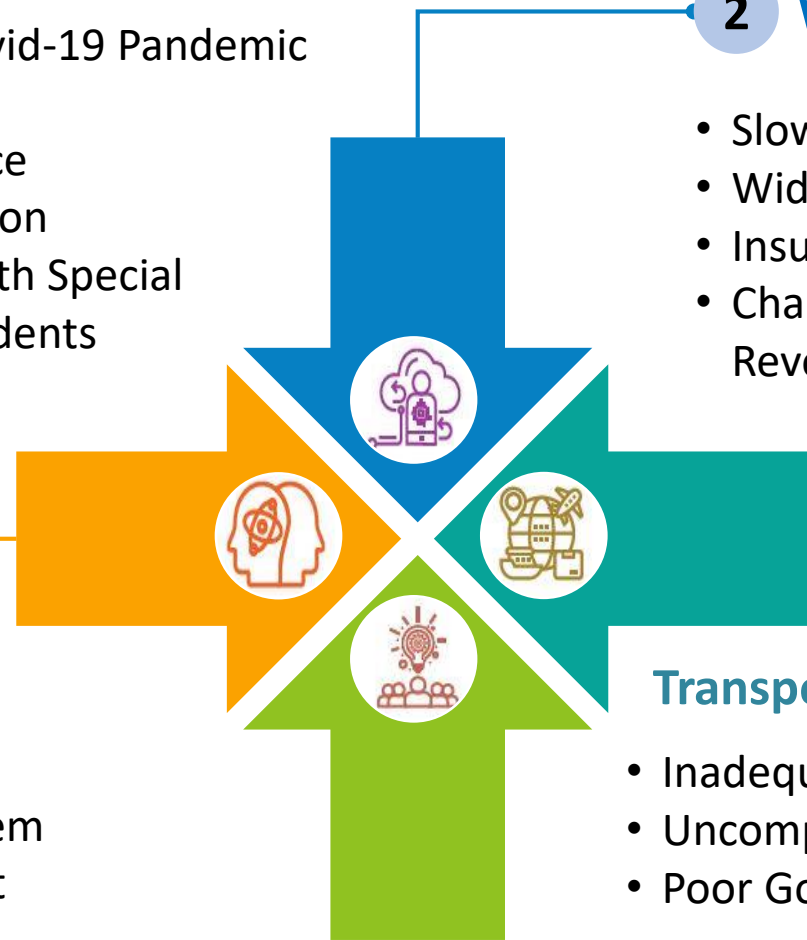 vid-19 Pandemic
ce
on
th Special
dents
2
• Slow
• Wid
• Insu
• Cha
Reve
em
t
Transpo
• Inadequ
• Uncomp
• Poor Go